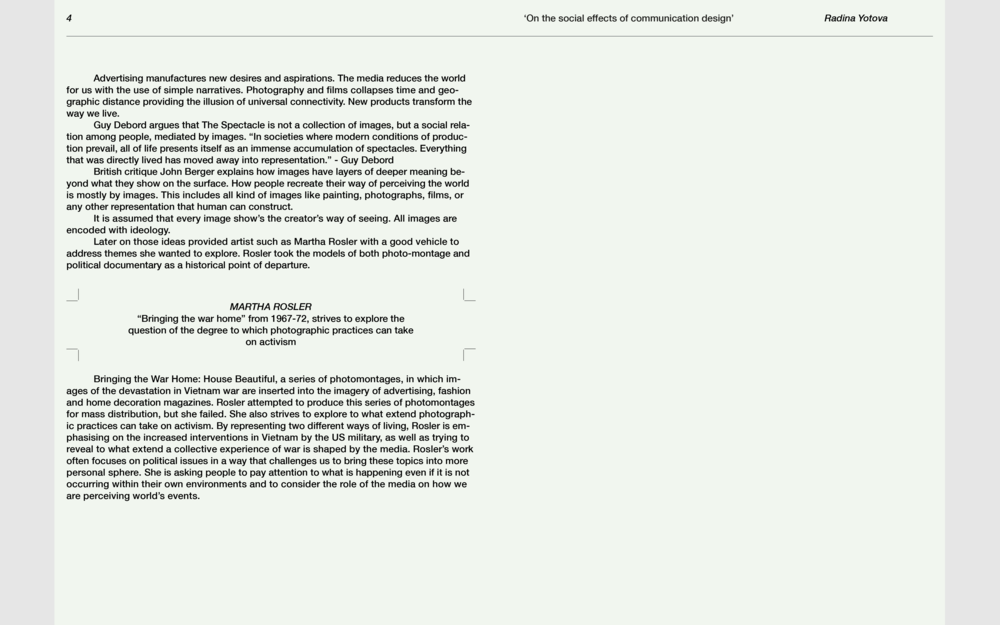 4
‘On the social effects of communication design’
Radina Yotova
Advertising manufactures new desires and aspirations. The media reduces the world
for us with the use of simple narratives. Photography and films collapses time and geo-
graphic distance providing the illusion of universal connectivity. New products transform the
way we live.
Guy Debord argues that The Spectacle is not a collection of images, but a social rela-
tion among people, mediated by images. “In societies where modern conditions of produc-
tion prevail, all of life presents itself as an immense accumulation of spectacles. Everything
that was directly lived has moved away into representation.” - Guy Debord
British critique John Berger explains how images have layers of deeper meaning be-
yond what they show on the surface. How people recreate their way of perceiving the world
is mostly by images. This includes all kind of images like painting, photographs, films, or
any other representation that human can construct.
It is assumed that every image show’s the creator’s way of seeing. All images are
encoded with ideology.
Later on those ideas provided artist such as Martha Rosler with a good vehicle to
address themes she wanted to explore. Rosler took the models of both photo-montage and
political documentary as a historical point of departure.
MARTHA ROSLER
“Bringing the war home” from 1967-72, strives to explore the
question of the degree to which photographic practices can take
on activism
Bringing the War Home: House Beautiful, a series of photomontages, in which im-
ages of the devastation in Vietnam war are inserted into the imagery of advertising, fashion
and home decoration magazines. Rosler attempted to produce this series of photomontages
for mass distribution, but she failed. She also strives to explore to what extend photograph-
ic practices can take on activism. By representing two different ways of living, Rosler is em-
phasising on the increased interventions in Vietnam by the US military, as well as trying to
reveal to what extend a collective experience of war is shaped by the media. Rosler’s work
often focuses on political issues in a way that challenges us to bring these topics into more
personal sphere. She is asking people to pay attention to what is happening even if it is not
occurring within their own environments and to consider the role of the media on how we
are perceiving world’s events.